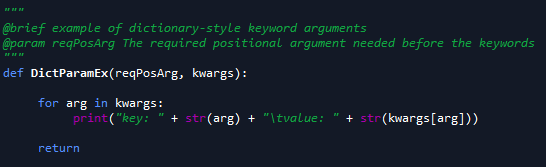 """
@brief example of dictionary-style keyword arguments
@param reqPosArg The required positional argument needed before the keywords
"""
def DictParamEx(reqPosArg, kwargs):
for arg in kwargs:
print("key: " + str(arg) + "\tvalue: " + str(kwargs[arg]))
return